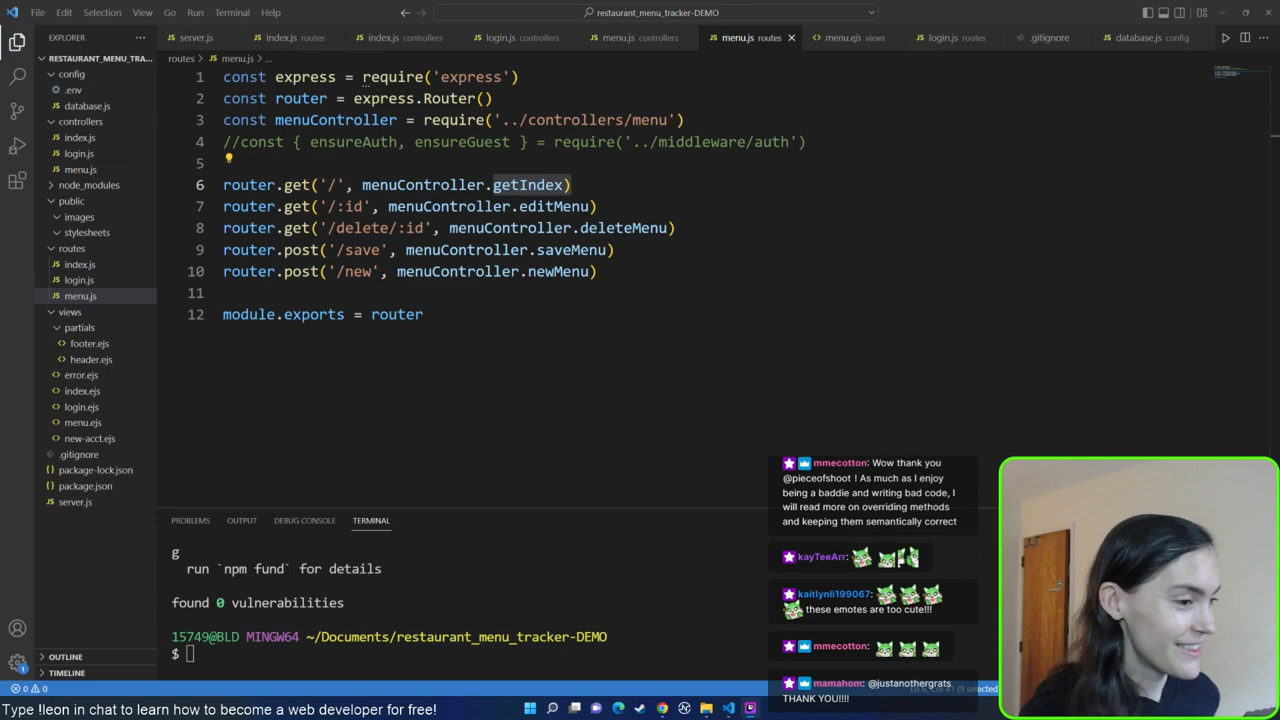 File Edit Selection View Go Run Terminal Help
restaurant_menu_tracker-DEMO
EXPLORER
server.js
index.js routes
index.js controllers
login.js controllers
menu.js controllers
menu.js routes
menu.ejs views
login.js routes
.gitignore
database.js config
RESTAURANT_MENU_TRA...
config
.env
database.js
controllers
index.js
login.js
menu.js
node_modules
public
images
stylesheets
routes
index.js
login.js
menu.js
views
partials
footer.ejs
header.ejs
error.ejs
index.ejs
login.ejs
menu.ejs
new-acct.ejs
.gitignore
package-lock.json
package.json
server.js
OUTLINE
TIMELINE
routes > menu.js > ...
1 const express = require('express')
2 const router = express.Router()
3 const menuController = require('../controllers/menu')
4 //const { ensureAuth, ensureGuest } = require('../middleware/auth')
5
6 router.get('/', menuController.getIndex)
7 router.get('/:id', menuController.editMenu)
8 router.get('/delete/:id', menuController.deleteMenu)
9 router.post('/save', menuController.saveMenu)
10 router.post('/new', menuController.newMenu)
11
12 module.exports = router
PROBLEMS OUTPUT DEBUG CONSOLE TERMINAL
g
run `npm fund` for details
found 0 vulnerabilities
15749@BLD MINGW64 ~/Documents/restaurant_menu_tracker-DEMO
$
mmecotton: Wow thank you
@pieceofshoot ! As much as I enjoy
being a baddie and writing bad code, I
will read more on overriding methods
and keeping them semantically correct
kayTeeArr:
kaitlynli199067:
these emotes are too cute!!!
mmecotton:
mamahom: @justanothergrats
THANK YOU!!!!
1
0 0
(9 selected
Type !leon in chat to learn how to become a web developer for free!